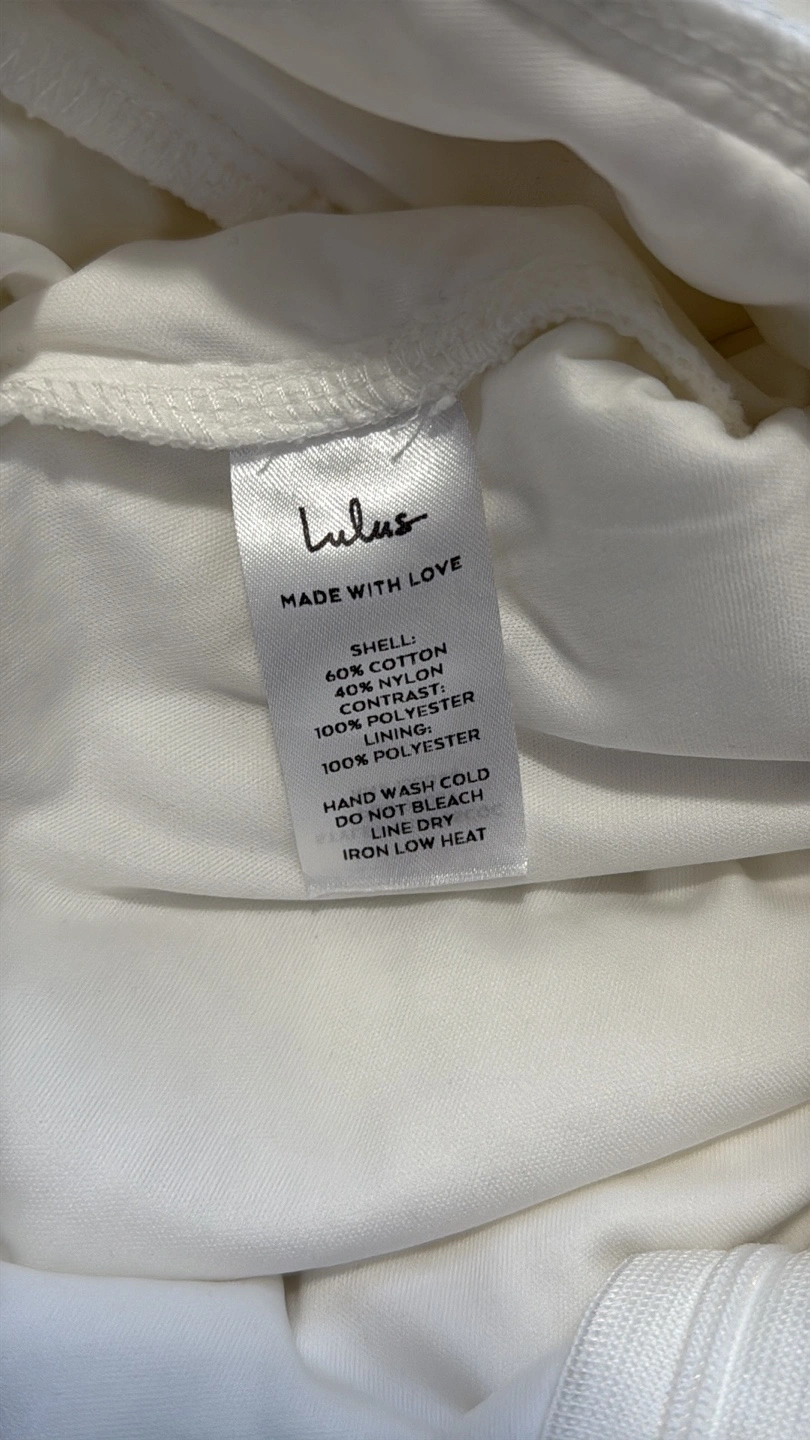 Lulus
MADE WITH LOVE
SHELL:
60% COTTON
40% NYLON
CONTRAST:
100% POLYESTER
LINING:
100% POLYESTER
HAND WASH COLD
DO NOT BLEACH
LINE DRY
IRON LOW HEAT